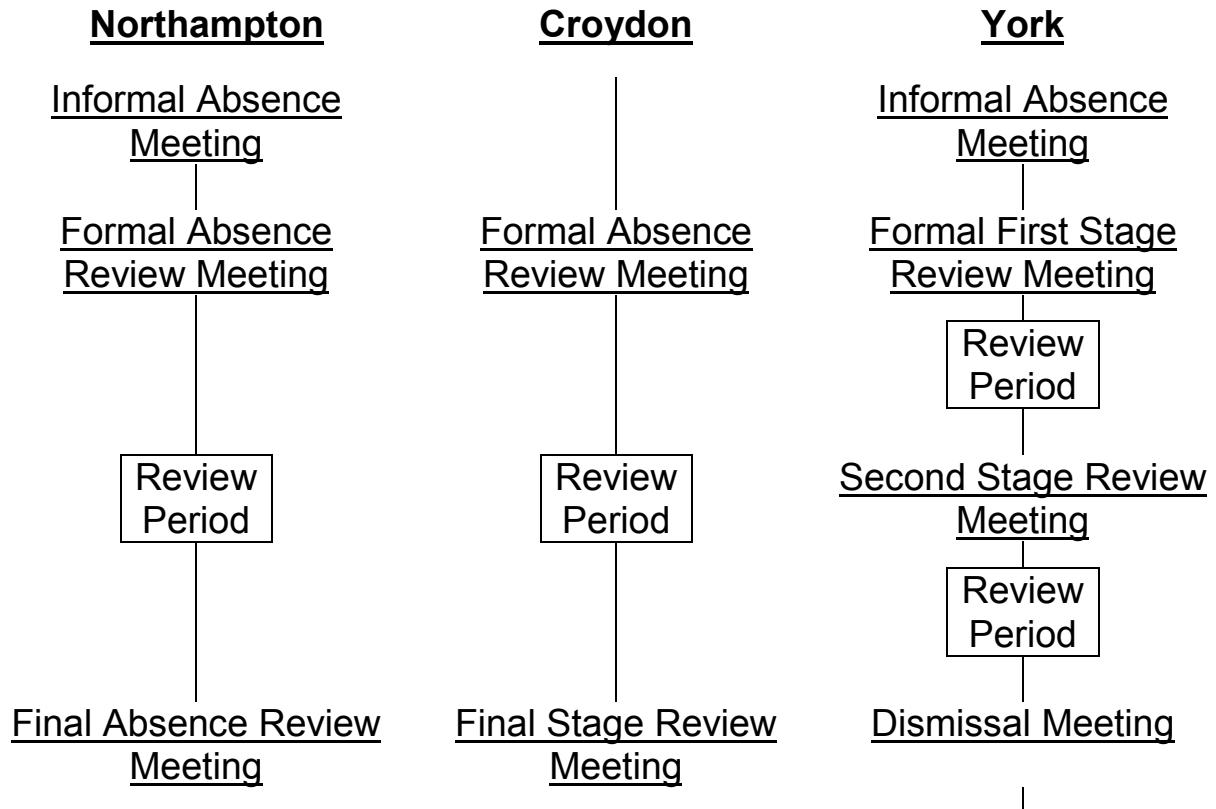 Northampton
Croydon
York
Informal Absence
Meeting
Informal Absence
Meeting
Formal Absence
Review Meeting
Formal Absence
Review Meeting
Formal First Stage
Review Meeting
Review
Period
Review
Period
Review
Period
Second Stage Review
Meeting
Review
Period
Final Absence Review
Meeting
Final Stage Review
Meeting
Dismissal Meeting